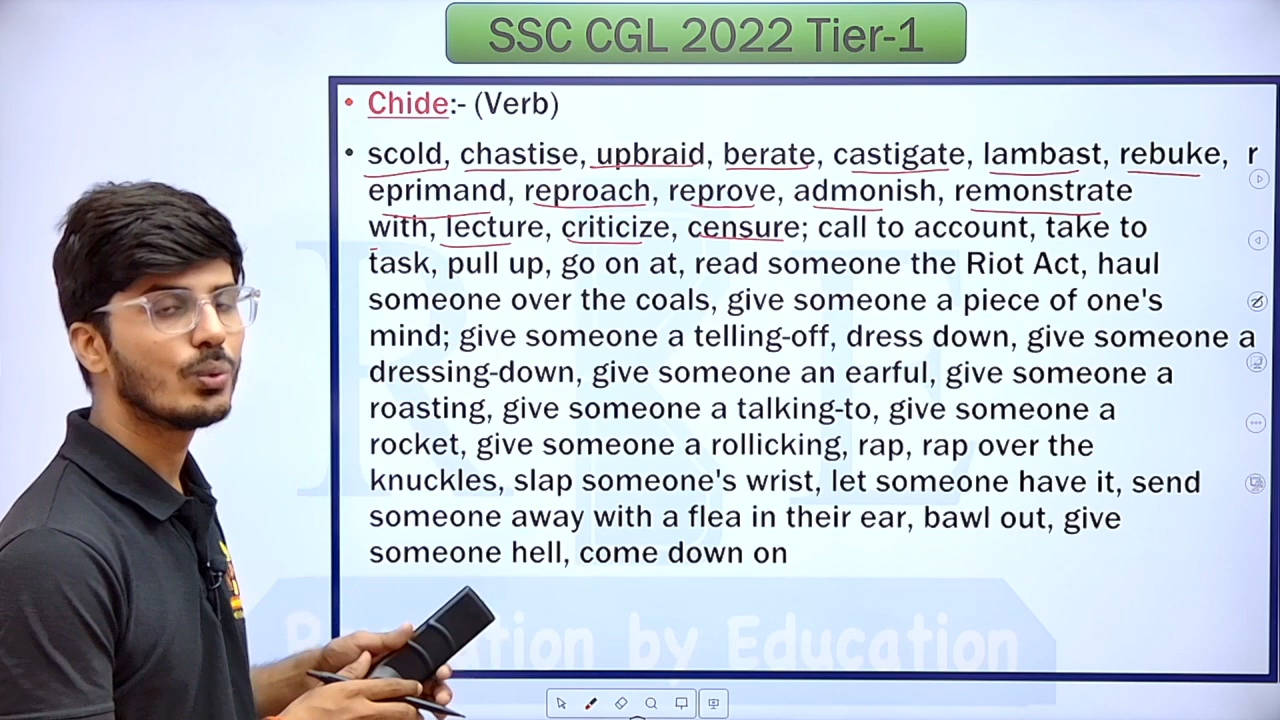 SSC CGL 2022 Tier-1
• Chide:- (Verb)
• scold, chastise, upbraid, berate, castigate, lambast, rebuke, r
eprimand, reproach, reprove, admonish, remonstrate
with, lecture, criticize, censure; call to account, take to
task, pull up, go on at, read someone the Riot Act, haul
someone over the coals, give someone a piece of one's
mind; give someone a telling-off, dress down, give someone a
dressing-down, give someone an earful, give someone a
roasting, give someone a talking-to, give someone a
rocket, give someone a rollicking, rap, rap over the
knuckles, slap someone's wrist, let someone have it, send
someone away with a flea in their ear, bawl out, give
someone hell, come down on
by Education